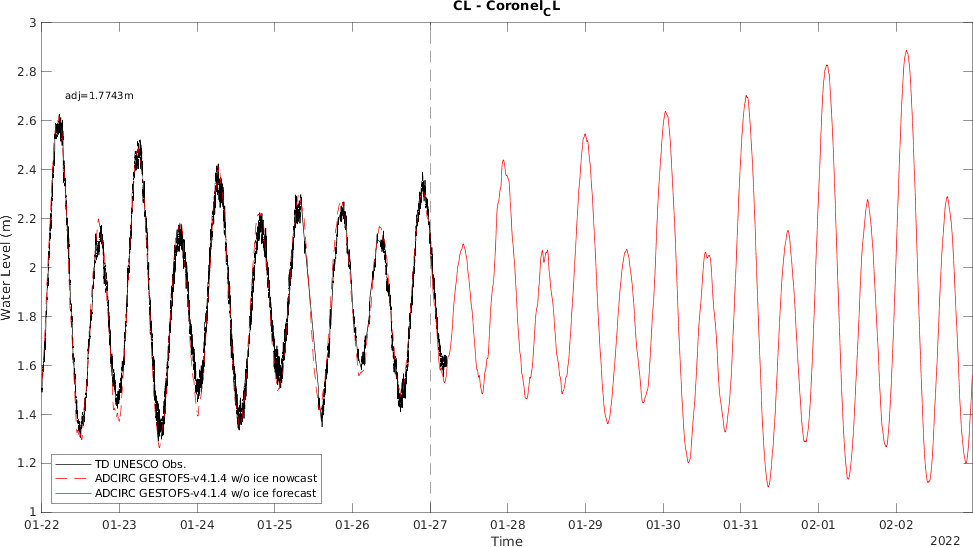 CL - Coronel_CL
3
2.8
adj=1.7743m
2.6
2.4
2.2
2
1.8
1.6
1.4
1.2
1
Water Level (m)
TD UNESCO Obs.
ADCIRC GESTOFS-v4.1.4 w/o ice nowcast
ADCIRC GESTOFS-v4.1.4 w/o ice forecast
01-22 01-23 01-24 01-25 01-26 01-27 01-28 01-29 01-30 01-31 02-01 02-02
Time
2022